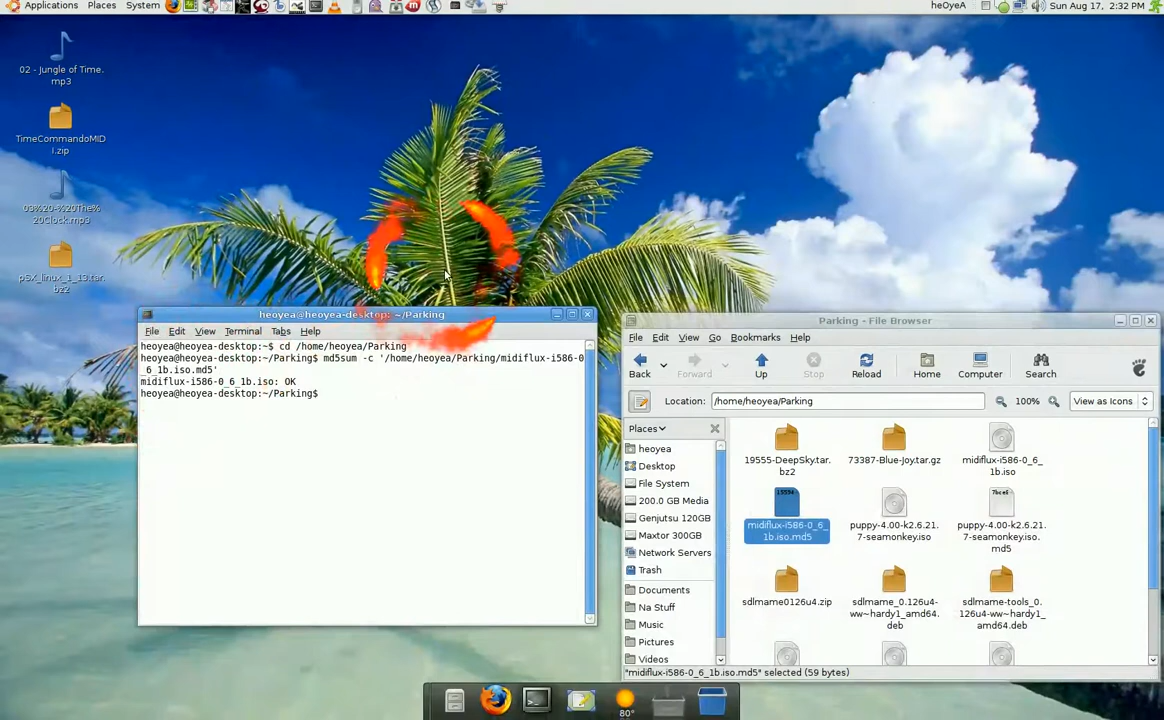 Applications Places System
heOyeA
Sun Aug 17, 2:32 PM
02 - Jungle of Time.
mp3
TimeCommandoMID
I.zip
%20-%20The%
20Clock.mp3
pSX_linux_1_13.tar.
bz2
heoyea@heoyea-desktop: ~/Parking
File Edit View Terminal Tabs Help
heoyea@heoyea-desktop:~$ cd /home/heoyea/Parking
heoyea@heoyea-desktop:~/Parking$ md5sum -c '/home/heoyea/Parking/midiflux-i586-0
_6_1b.iso.md5'
midiflux-i586-0_6_1b.iso: OK
heoyea@heoyea-desktop:~/Parking$
Parking - File Browser
File Edit View Go Bookmarks Help
Back Forward Up Stop Reload Home Computer Search
Location: /home/heoyea/Parking 100% View as Icons
Places
heoyea
Desktop
File System
200.0 GB Media
Genjutsu 120GB
Maxtor 300GB
Network Servers
Trash
Documents
Na Stuff
Music
Pictures
Videos
19555-DeepSky.tar.
bz2
73387-Blue-Joy.tar.gz
midiflux-i586-0_6_
1b.iso
15594
midiflux-i586-0_6_
1b.iso.md5
puppy-4.00-k2.6.21.
7-seamonkey.iso
7bce6
puppy-4.00-k2.6.21.
7-seamonkey.iso.
md5
sdlmame0126u4.zip
sdlmame_0.126u4-
ww~hardy1_amd64.
deb
sdlmame-tools_0.
126u4-ww~hardy1_
amd64.deb
"midiflux-i586-0_6_1b.iso.md5" selected (59 bytes)
80°